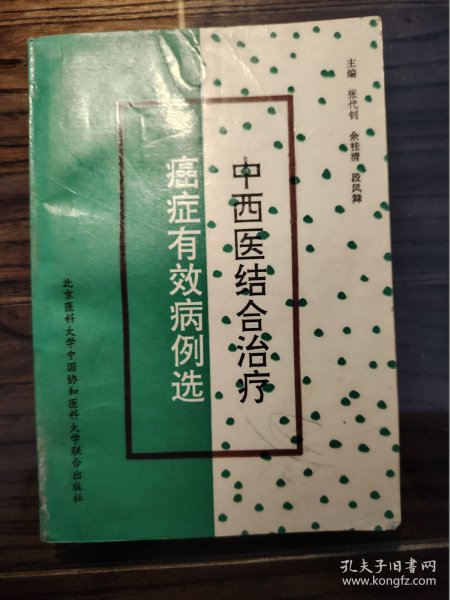 主编 张代钊 余桂清 段凤舞
中西医结合治疗
癌症有效病例选
北京医科大学中国协和医科大学联合出版社
孔夫子旧书网
www.kongfz.com